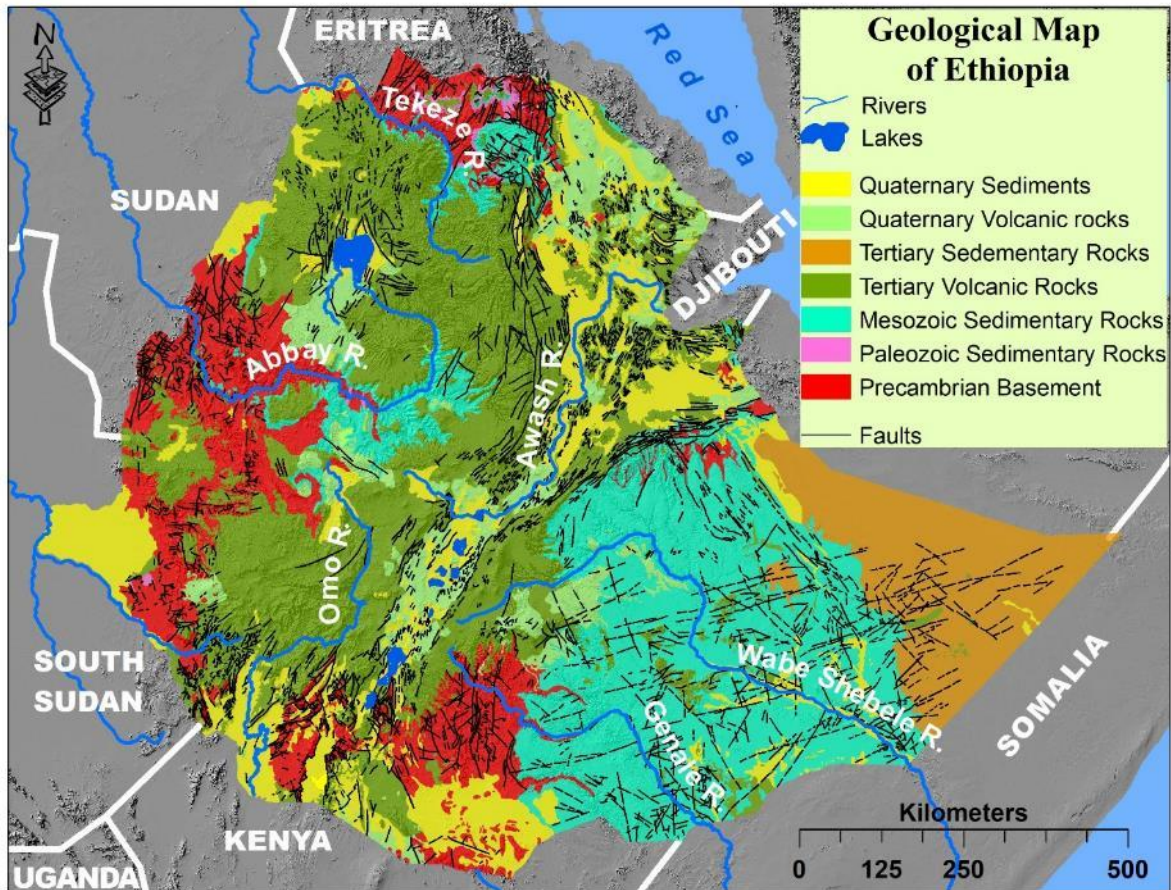 N
ERITREA
Red Sea
Tekeze R.
SUDAN
DJIBOUTI
Abbay R.
Awash R.
Omo R.
SOUTH
SUDAN
Wabe Shebele R.
Genale R.
SOMALIA
KENYA
UGANDA
Geological Map
of Ethiopia
Rivers
Lakes
Quaternary Sediments
Quaternary Volcanic rocks
Tertiary Sedementary Rocks
Tertiary Volcanic Rocks
Mesozoic Sedimentary Rocks
Paleozoic Sedimentary Rocks
Precambrian Basement
Faults
Kilometers
0 125 250 500